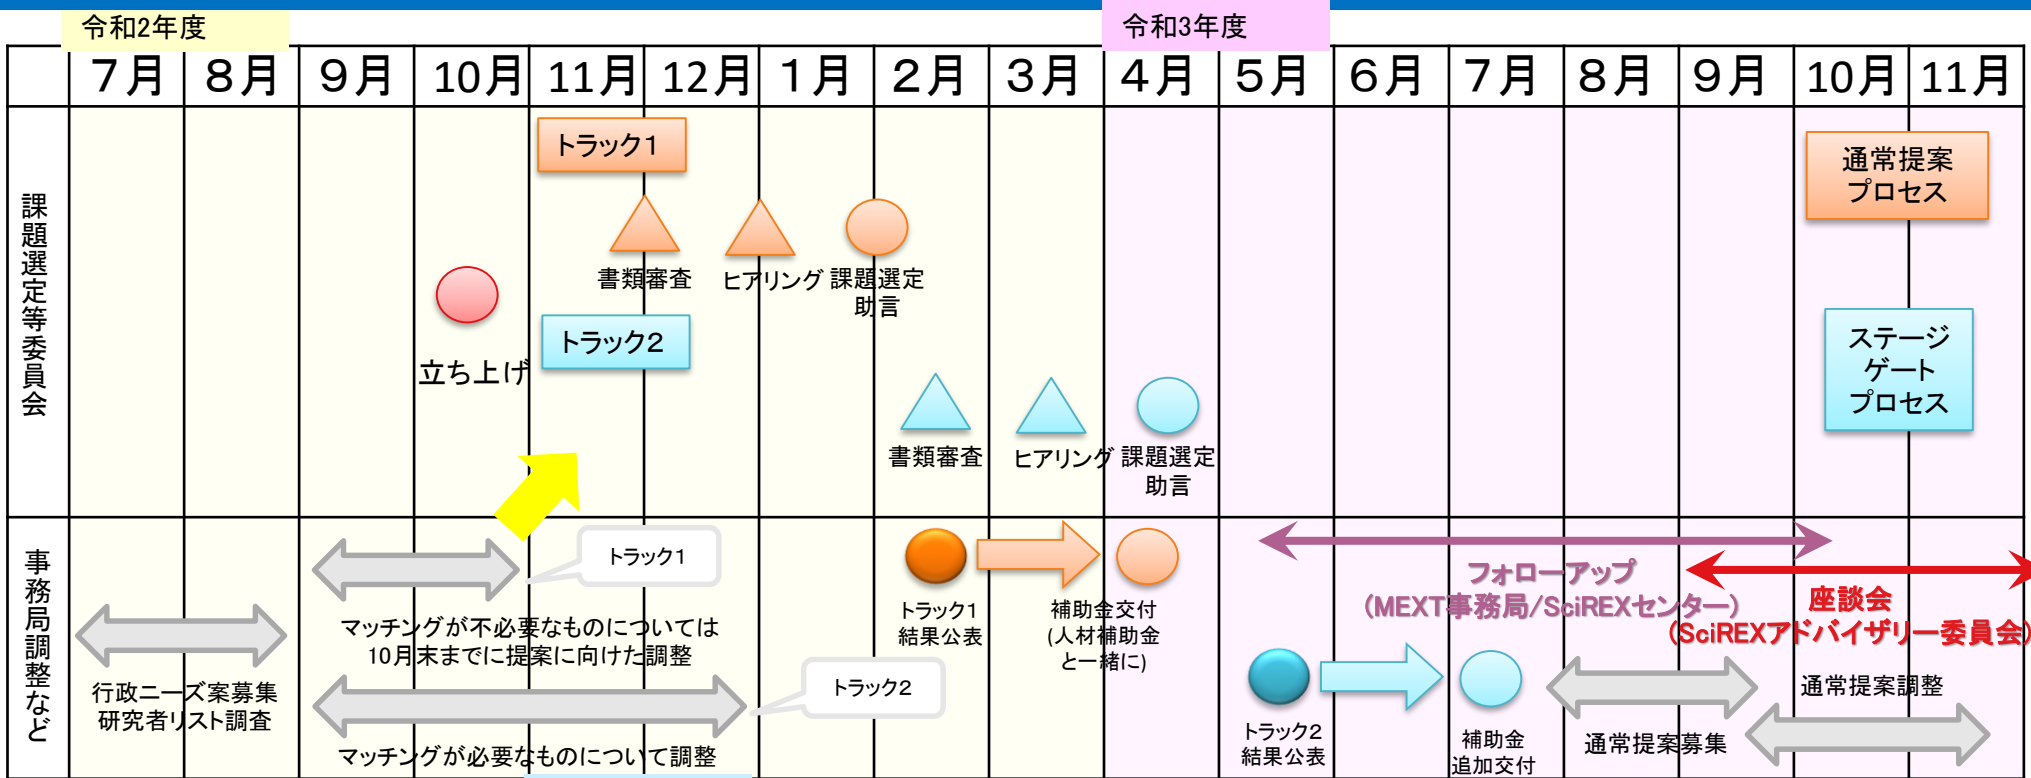 令和2年度
令和3年度
7月 8月 9月 10月 11月 12月 1月 2月 3月 4月 5月 6月 7月 8月 9月 10月 11月
課題選定等委員会
トラック1
書類審査
ヒアリング
課題選定
助言
立ち上げ
トラック2
書類審査
ヒアリング
課題選定
助言
通常提案
プロセス
ステージ
ゲート
プロセス
事務局調整など
行政ニーズ案募集
研究者リスト調査
トラック1
マッチングが不必要なものについては
10月末までに提案に向けた調整
トラック2
マッチングが必要なものについて調整
トラック1
結果公表
補助金交付
(人材補助金
と一緒に)
フォローアップ
(MEXT事務局/SciREXセンター)
座談会
(SciREXアドバイザリー委員会)
トラック2
結果公表
補助金
追加交付
通常提案募集
通常提案調整